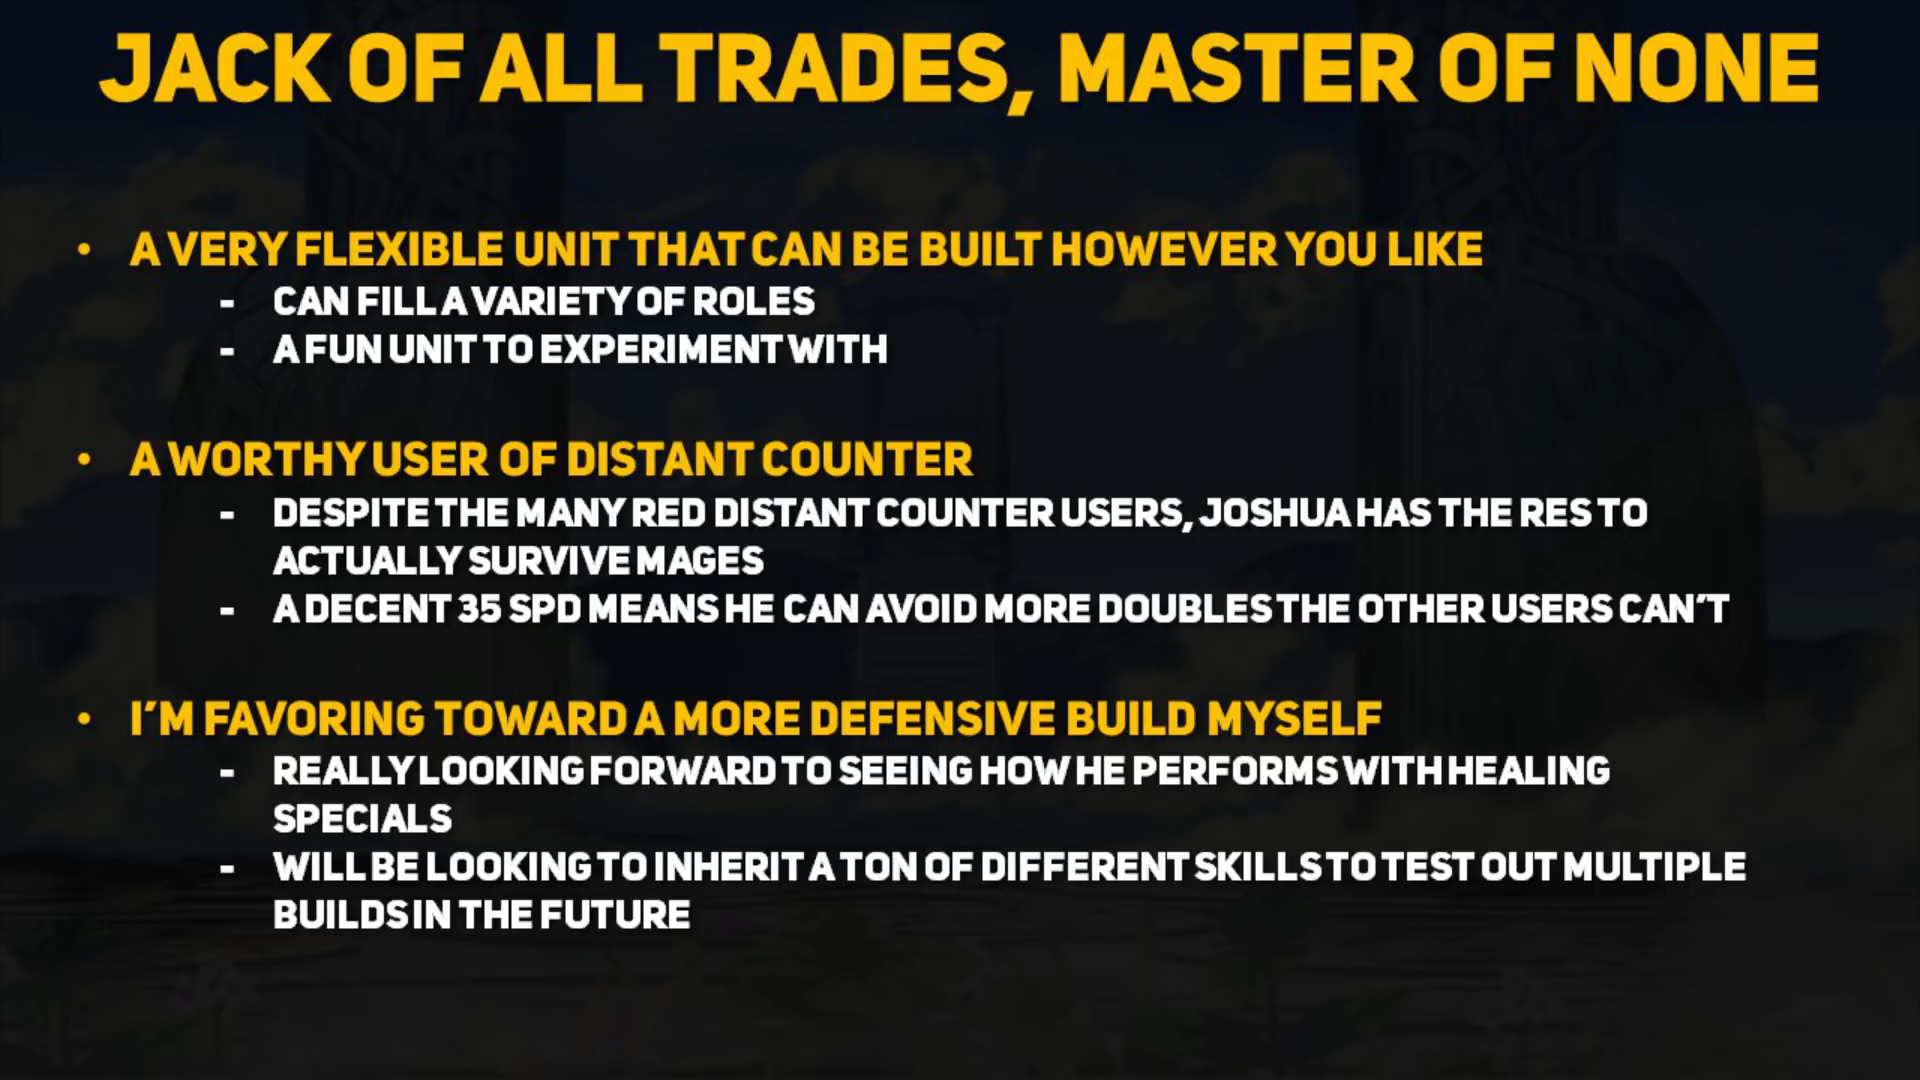 JACK OF ALL TRADES, MASTER OF NONE
• A VERY FLEXIBLE UNIT THAT CAN BE BUILT HOWEVER YOU LIKE
- CAN FILL A VARIETY OF ROLES
- A FUN UNIT TO EXPERIMENT WITH
• A WORTHY USER OF DISTANT COUNTER
- DESPITE THE MANY RED DISTANT COUNTER USERS, JOSHUA HAS THE RES TO
ACTUALLY SURVIVE MAGES
- A DECENT 35 SPD MEANS HE CAN AVOID MORE DOUBLES THE OTHER USERS CAN'T
• I'M FAVORING TOWARD A MORE DEFENSIVE BUILD MYSELF
- REALLY LOOKING FORWARD TO SEEING HOW HE PERFORMS WITH HEALING
SPECIALS
- WILL BE LOOKING TO INHERIT A TON OF DIFFERENT SKILLS TO TEST OUT MULTIPLE
BUILDS IN THE FUTURE